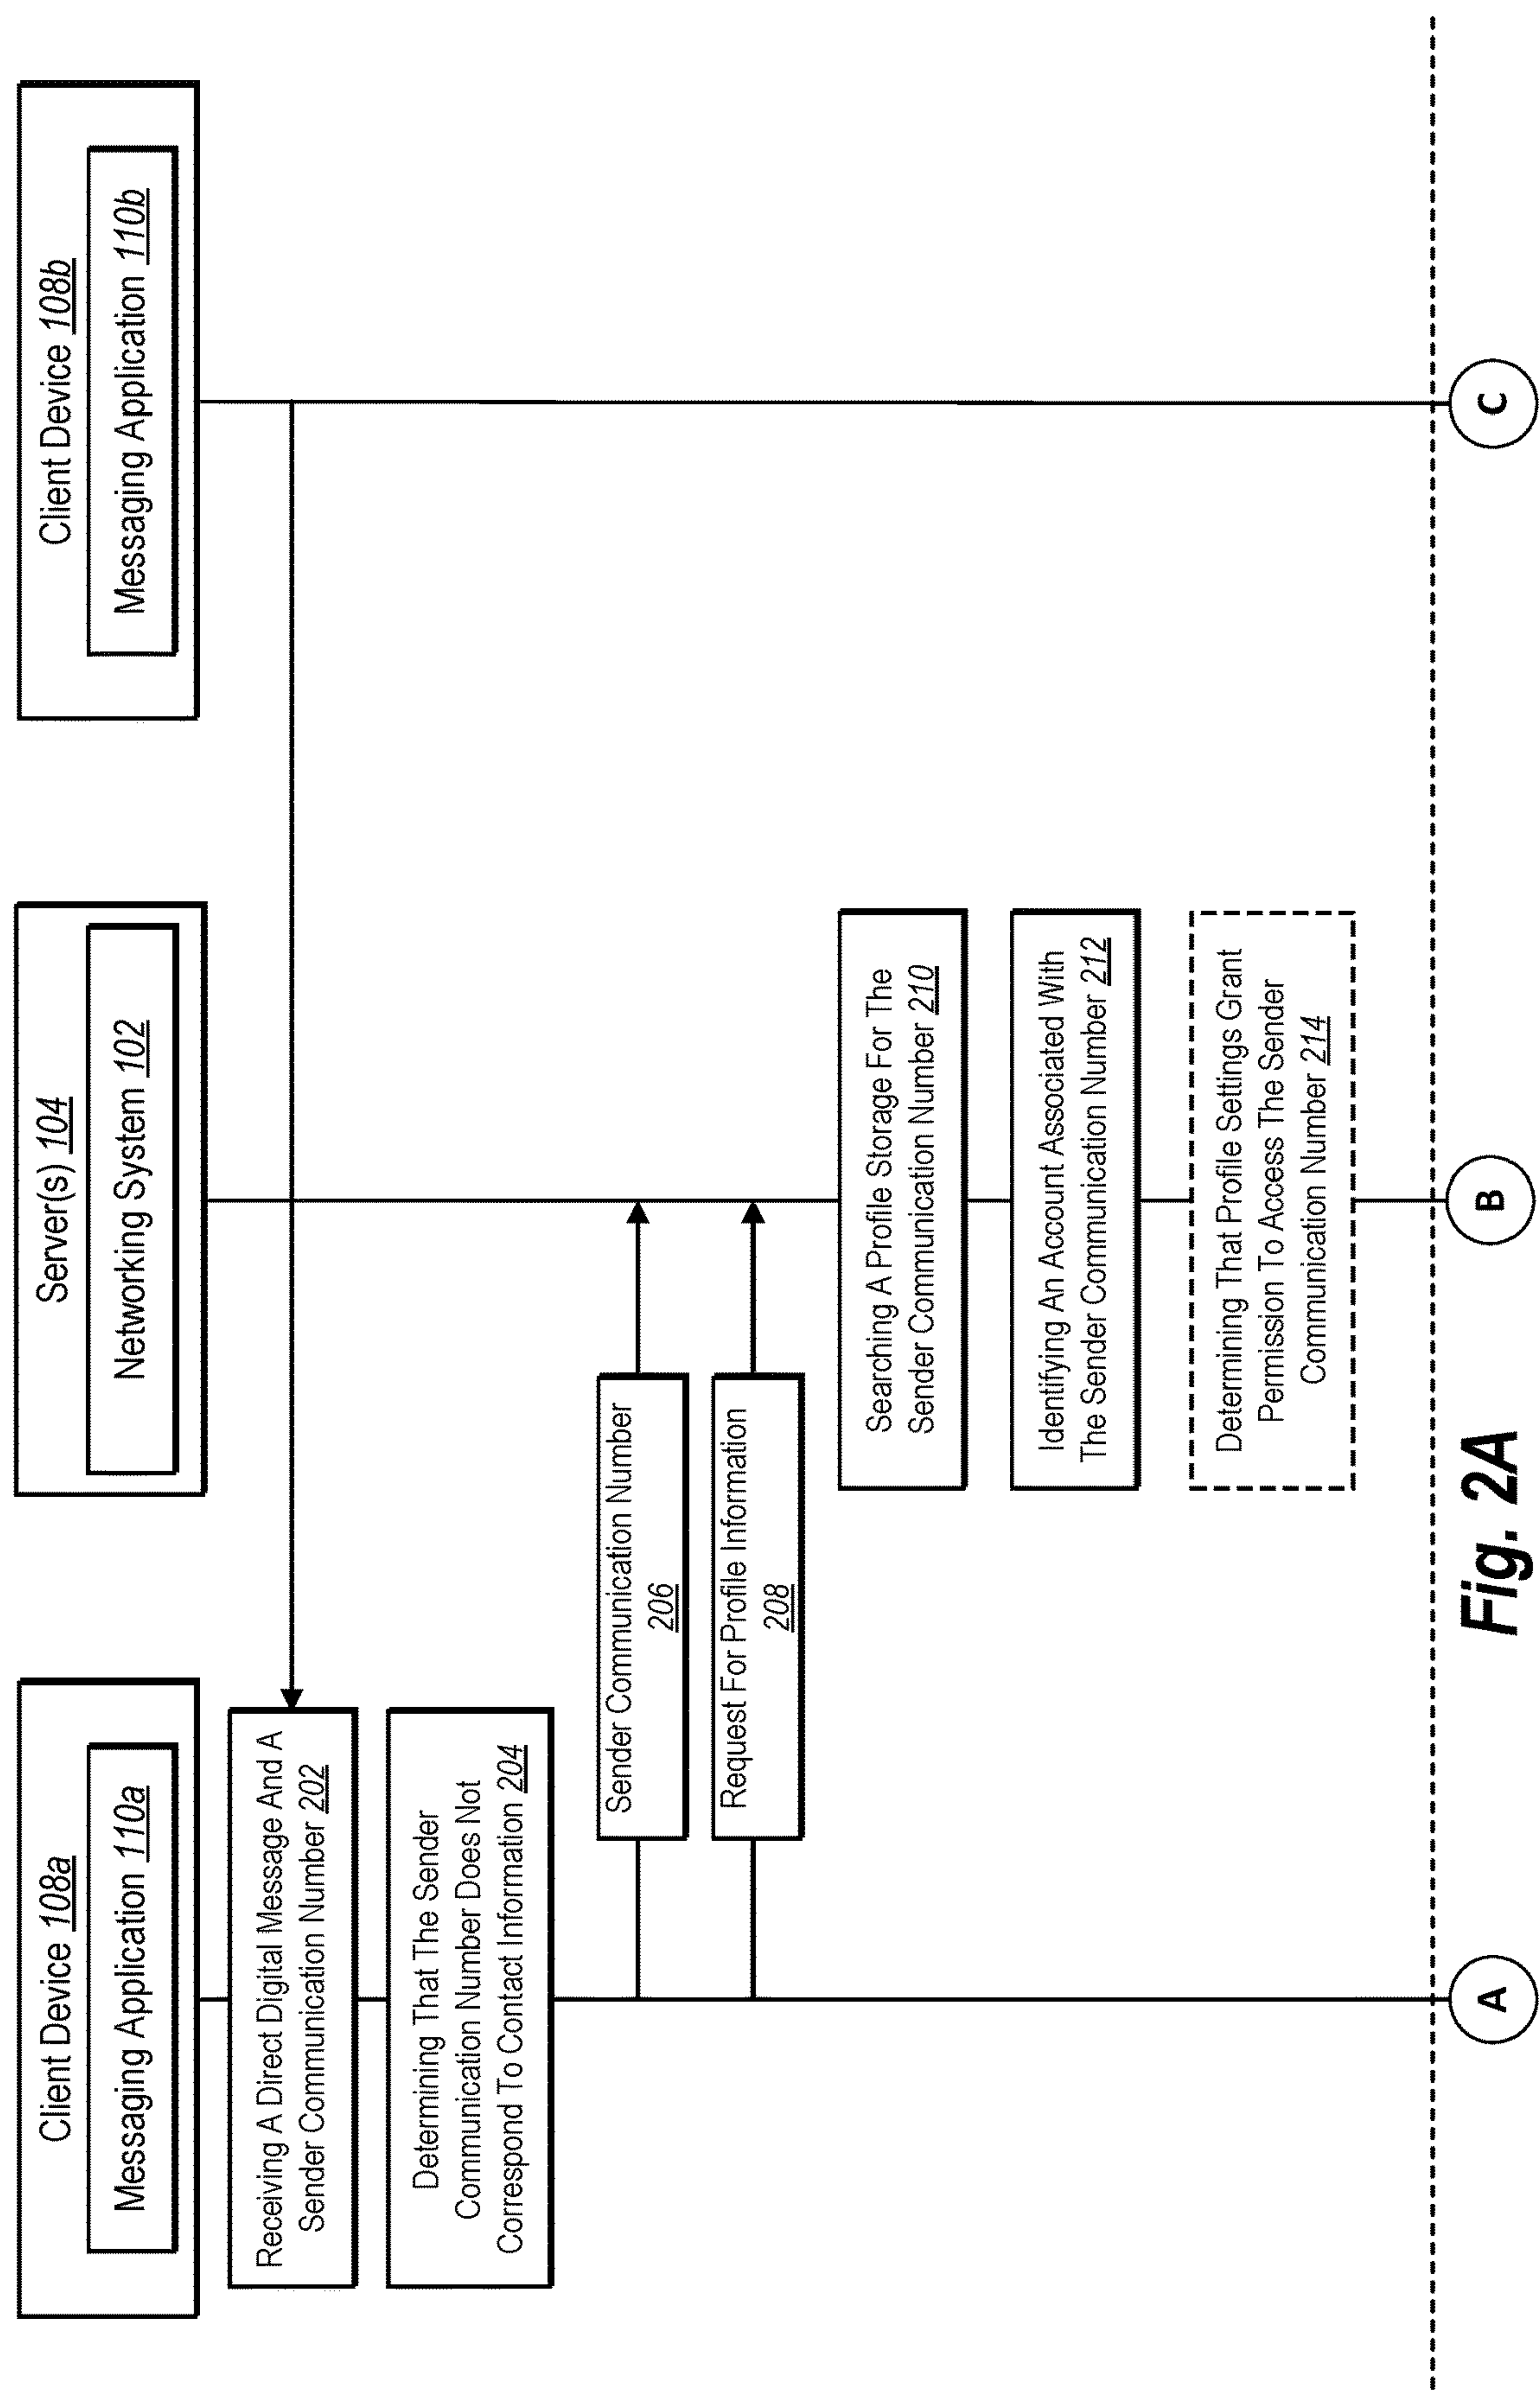 Client Device 108a
Messaging Application 110a
Server(s) 104
Networking System 102
Client Device 108b
Messaging Application 110b
Receiving A Direct Digital Message And A
Sender Communication Number 202
Determining That The Sender
Communication Number Does Not
Correspond To Contact Information 204
Sender Communication Number
206
Request For Profile Information
208
Searching A Profile Storage For The
Sender Communication Number 210
Identifying An Account Associated With
The Sender Communication Number 212
Determining That Profile Settings Grant
Permission To Access The Sender
Communication Number 214
A
B
C
Fig. 2A